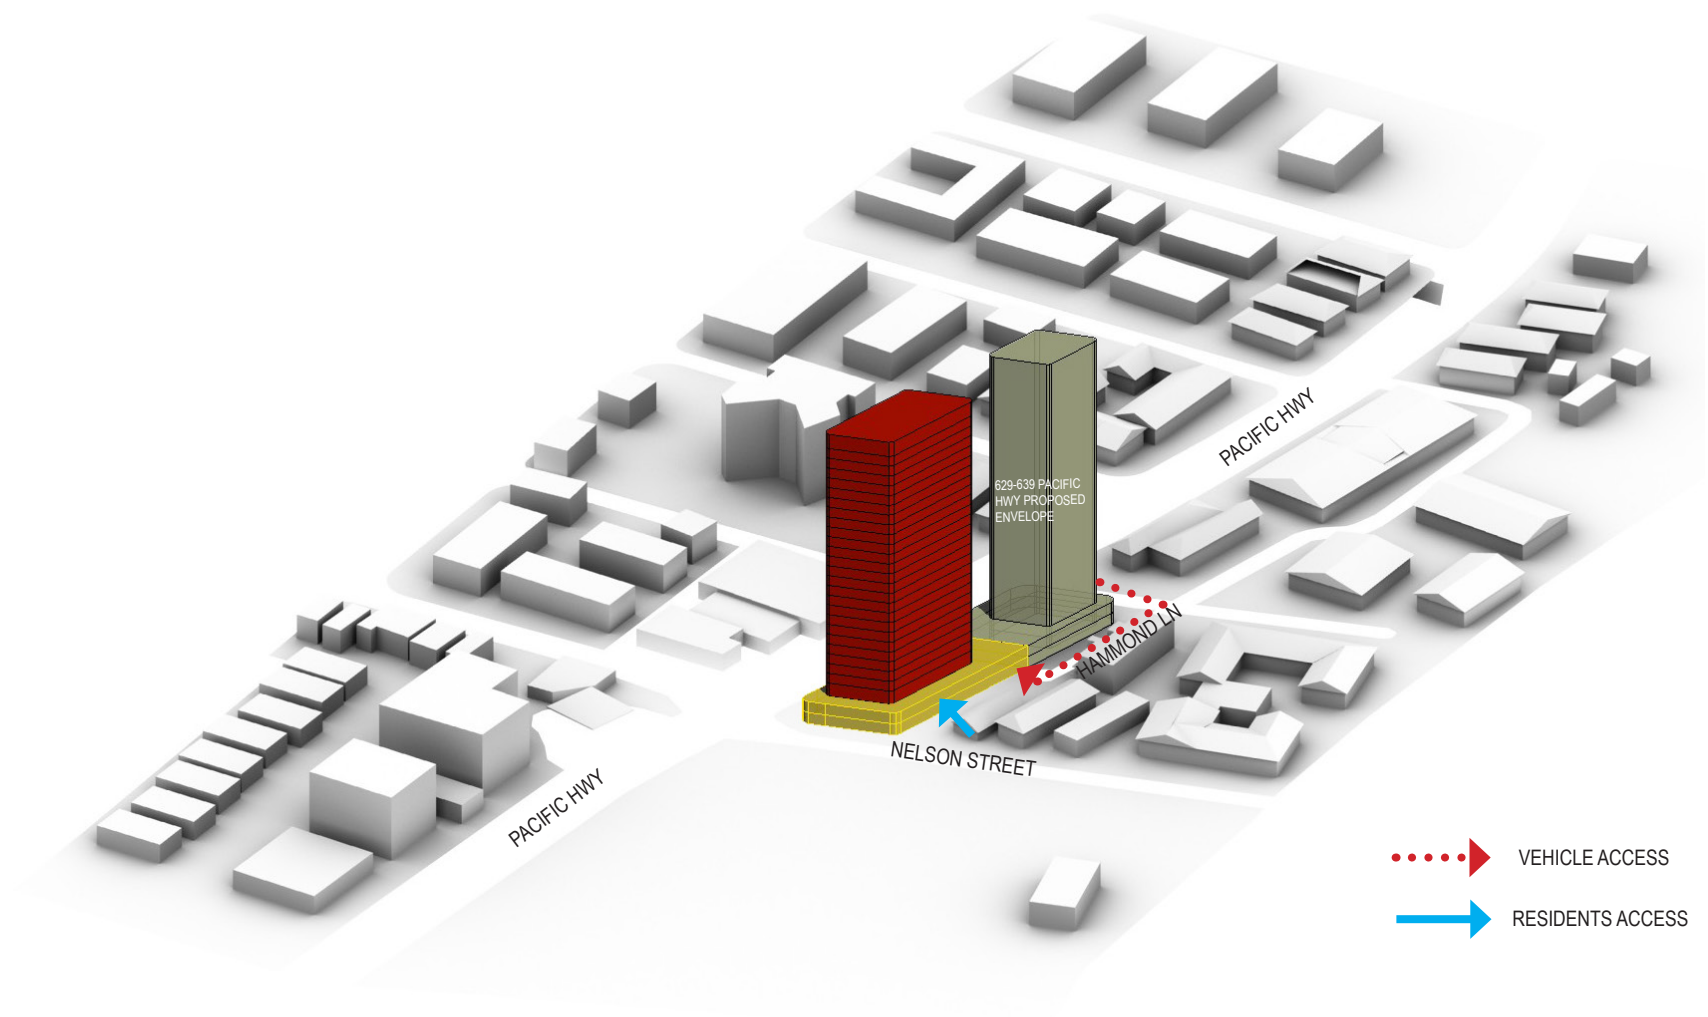 PACIFIC HWY
629-639 PACIFIC
HWY PROPOSED
ENVELOPE
HAMMOND LN
NELSON STREET
PACIFIC HWY
VEHICLE ACCESS
RESIDENTS ACCESS